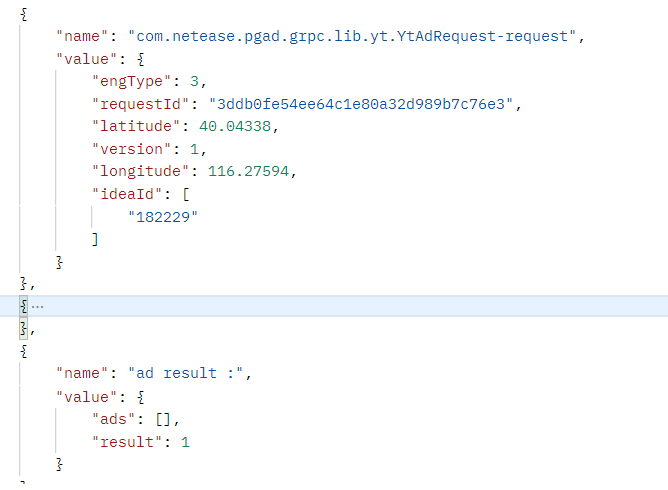 {
"name": "com.netease.pgad.grpc.lib.yt.YtAdRequest-request",
"value": {
"engType": 3,
"requestId": "3ddb0fe54ee64c1e80a32d989b7c76e3",
"latitude": 40.04338,
"version": 1,
"longitude": 116.27594,
"ideaId": [
"182229"
]
}
},
{···
},
{
"name": "ad result :",
"value": {
"ads": [],
"result": 1
}